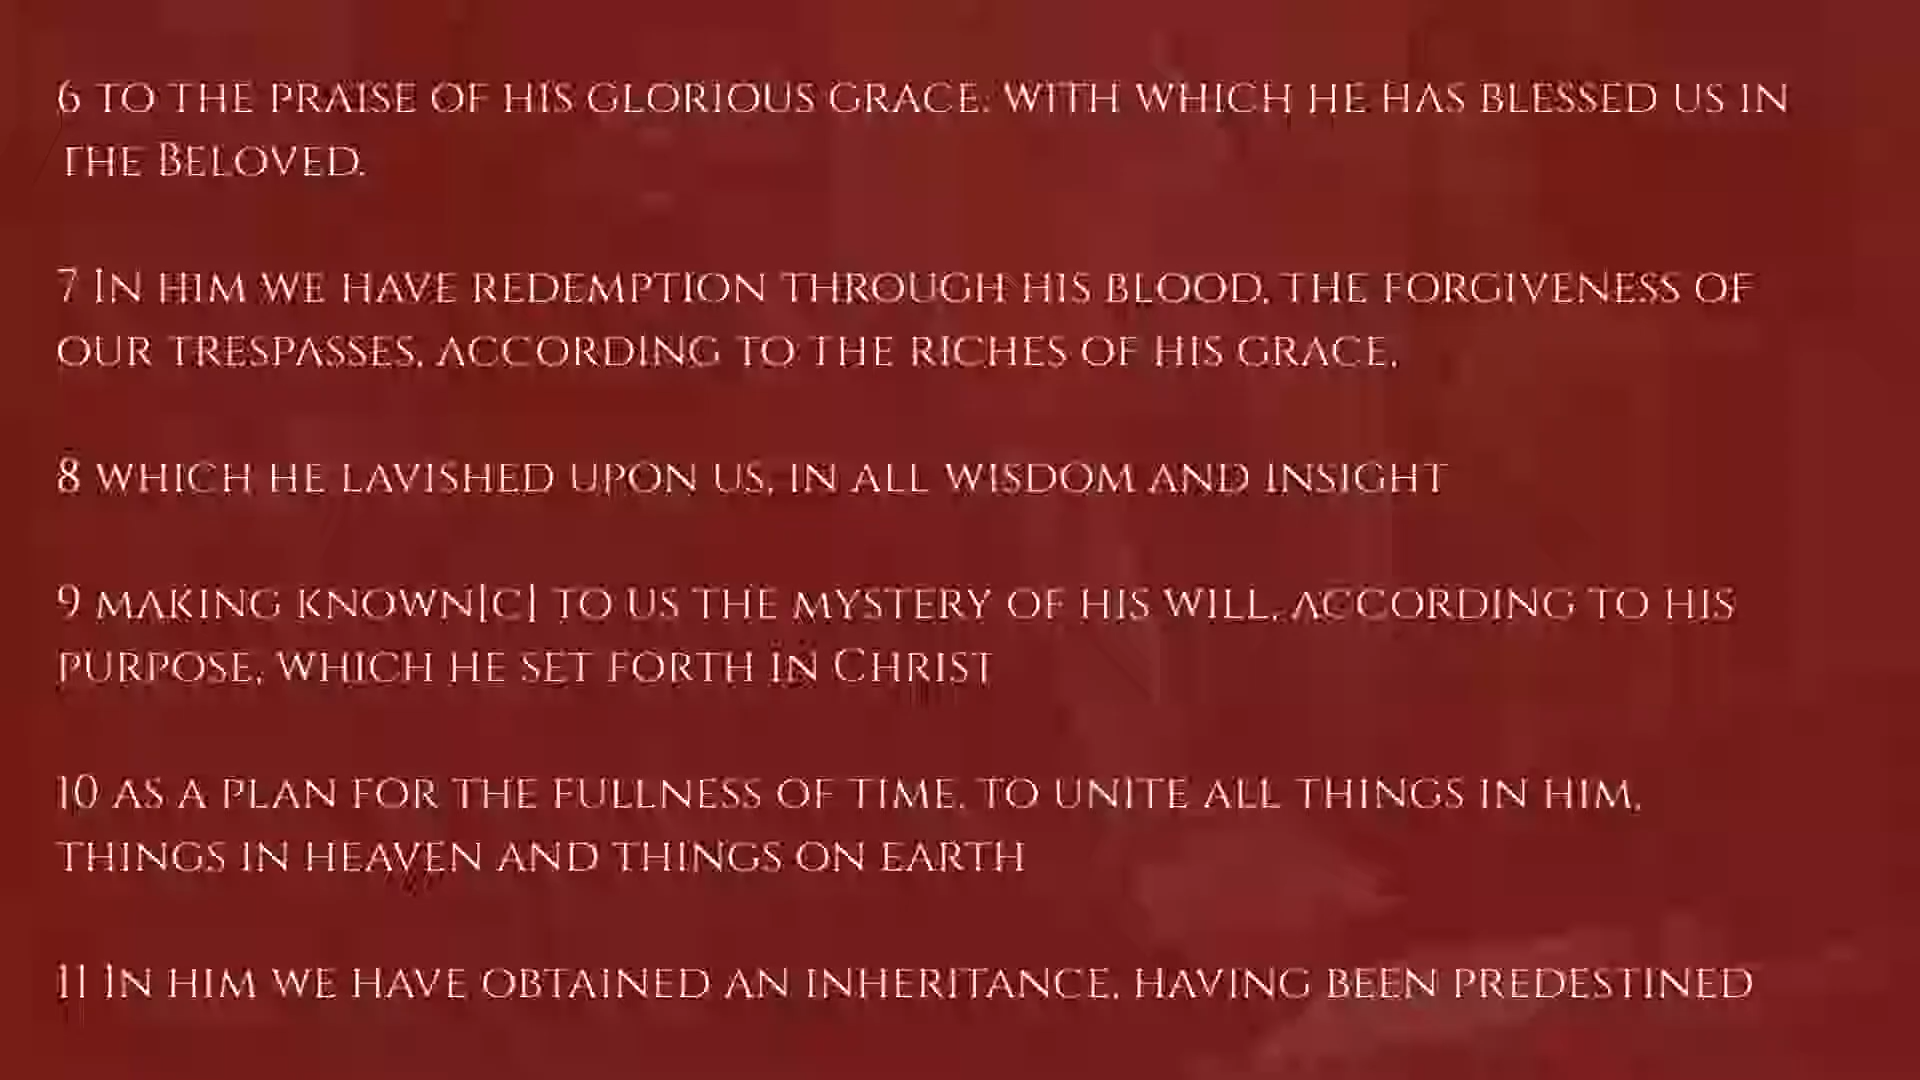 6 to the praise of his glorious grace, with which he has blessed us in
the Beloved.
7 In him we have redemption through his blood, the forgiveness of
our trespasses, according to the riches of his grace,
8 which he lavished upon us, in all wisdom and insight
9 making known[c] to us the mystery of his will, according to his
purpose, which he set forth in Christ
10 as a plan for the fullness of time, to unite all things in him,
things in heaven and things on earth
11 In him we have obtained an inheritance, having been predestined